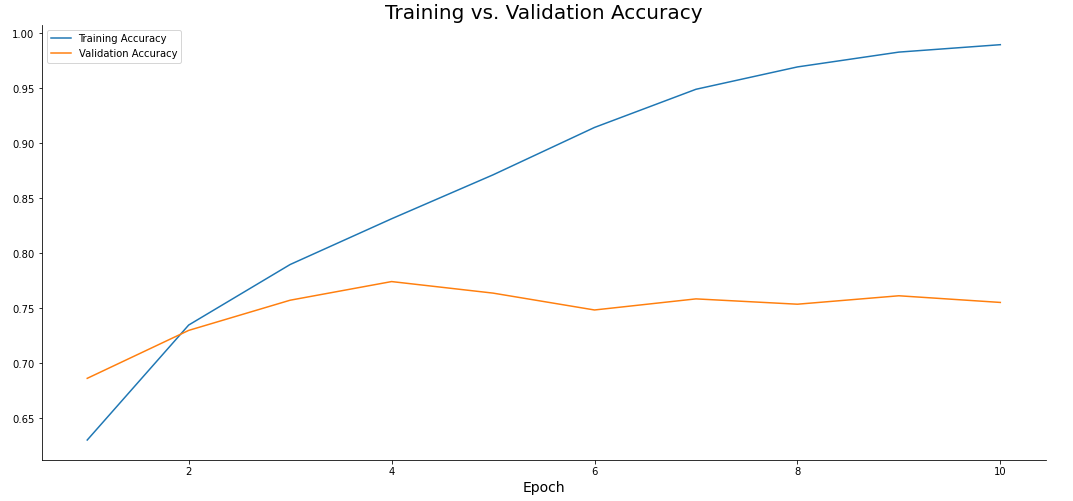 Training vs. Validation Accuracy
1.00
Training Accuracy
Validation Accuracy
0.95
0.90
0.85
0.80
0.75
0.70
0.65
2 4 6 8 10
Epoch